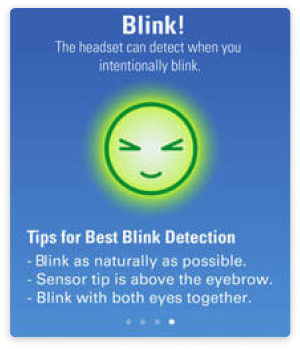 Blink!
The headset can detect when you
intentionally blink.
Tips for Best Blink Detection
- Blink as naturally as possible.
- Sensor tip is above the eyebrow.
- Blink with both eyes together.